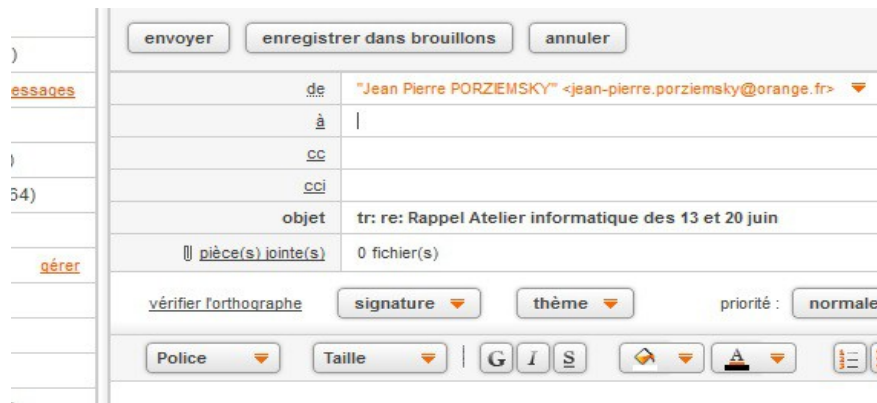 envoyer enregistrer dans brouillons annuler
)
essages
de "Jean Pierre PORZIEMSKY" <jean-pierre.porziemsky@orange.fr>
à
)
cc
64)
cci
objet tr: re: Rappel Atelier informatique des 13 et 20 juin
gérer
pièce(s) jointe(s) 0 fichier(s)
vérifier l'orthographe signature thème priorité : normale
Police Taille G I S A